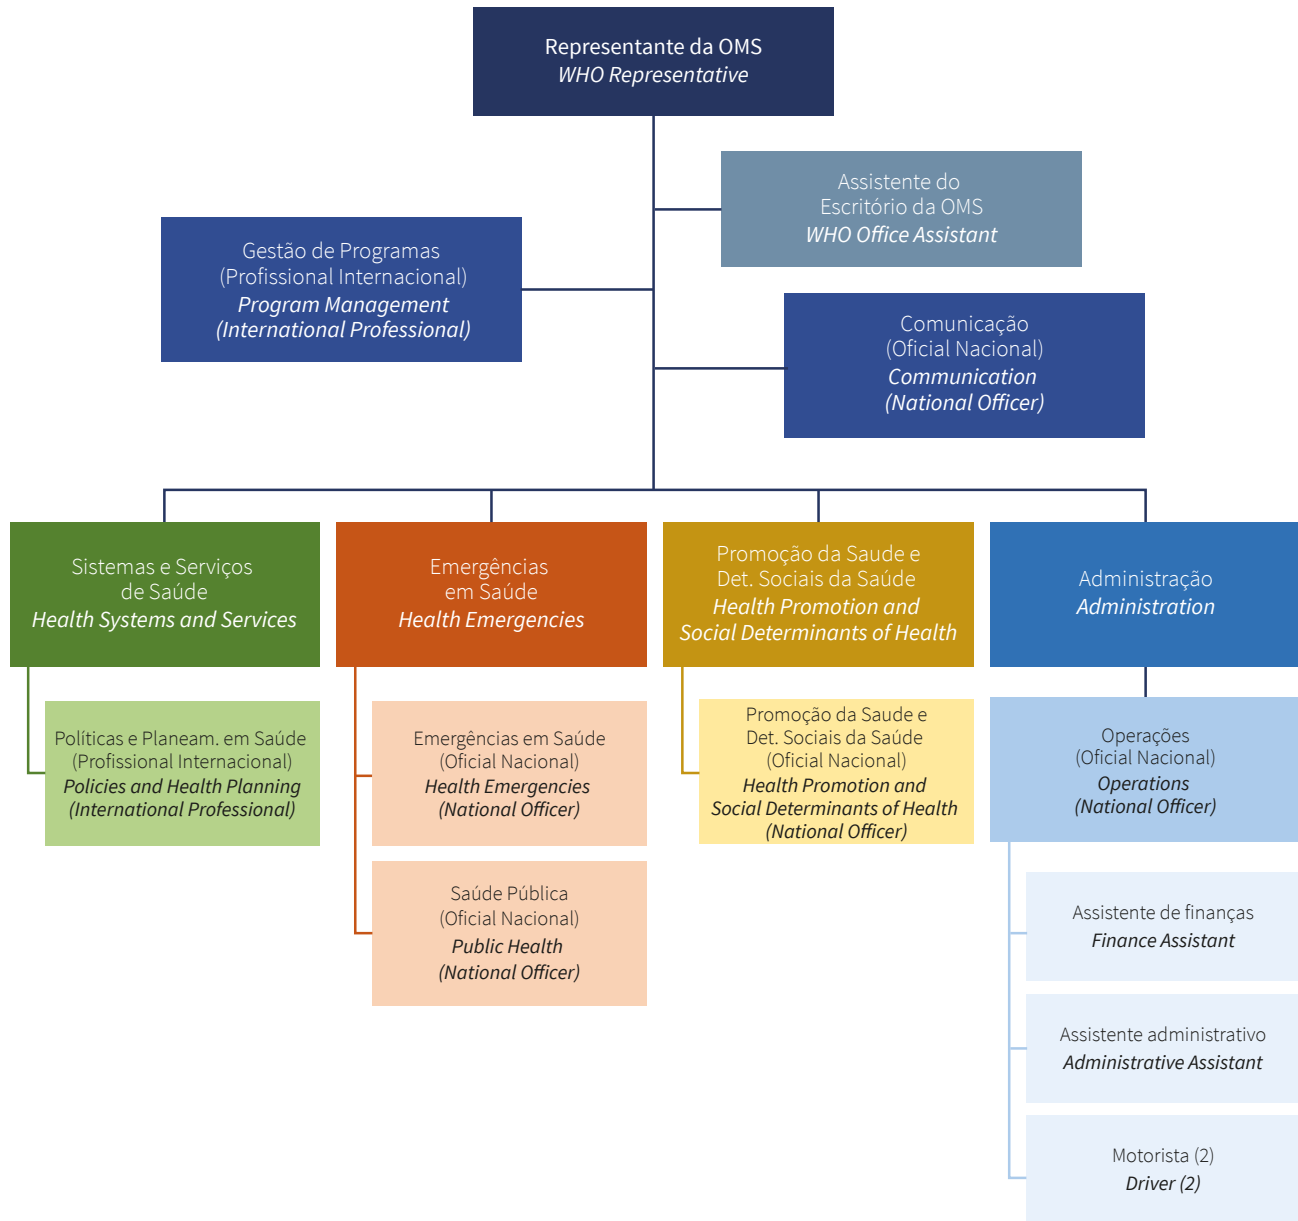 Representante da OMS
WHO Representative
Assistente do
Escritório da OMS
WHO Office Assistant
Gestão de Programas
(Profissional Internacional)
Program Management
(International Professional)
Comunicação
(Oficial Nacional)
Communication
(National Officer)
Sistemas e Serviços
de Saúde
Health Systems and Services
Emergências
em Saúde
Health Emergencies
Promoção da Saude e
Det. Sociais da Saúde
Health Promotion and
Social Determinants of Health
Administração
Administration
Políticas e Planeam. em Saúde
(Profissional Internacional)
Policies and Health Planning
(International Professional)
Emergências em Saúde
(Oficial Nacional)
Health Emergencies
(National Officer)
Saúde Pública
(Oficial Nacional)
Public Health
(National Officer)
Promoção da Saude e
Det. Sociais da Saúde
(Oficial Nacional)
Health Promotion and
Social Determinants of Health
(National Officer)
Operações
(Oficial Nacional)
Operations
(National Officer)
Assistente de finanças
Finance Assistant
Assistente administrativo
Administrative Assistant
Motorista (2)
Driver (2)